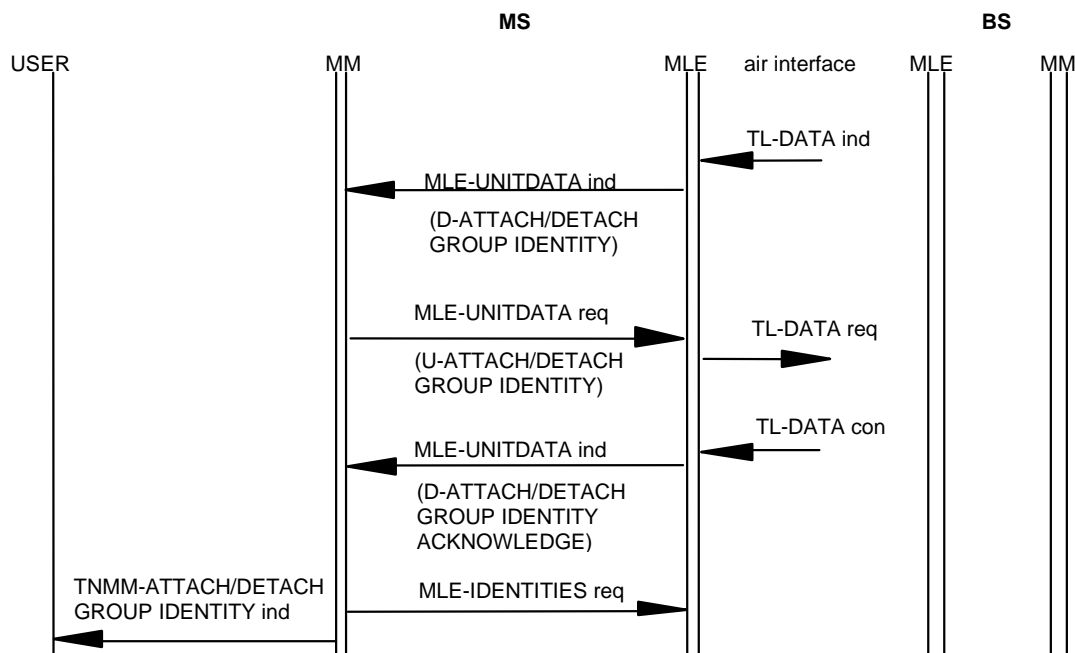 MS
BS
USER
MM
MLE
air interface
MLE
MM
TL-DATA ind
MLE-UNITDATA ind
(D-ATTACH/DETACH
GROUP IDENTITY)
MLE-UNITDATA req
TL-DATA req
(U-ATTACH/DETACH
GROUP IDENTITY)
TL-DATA con
MLE-UNITDATA ind
(D-ATTACH/DETACH
GROUP IDENTITY
ACKNOWLEDGE)
TNMM-ATTACH/DETACH
GROUP IDENTITY ind
MLE-IDENTITIES req